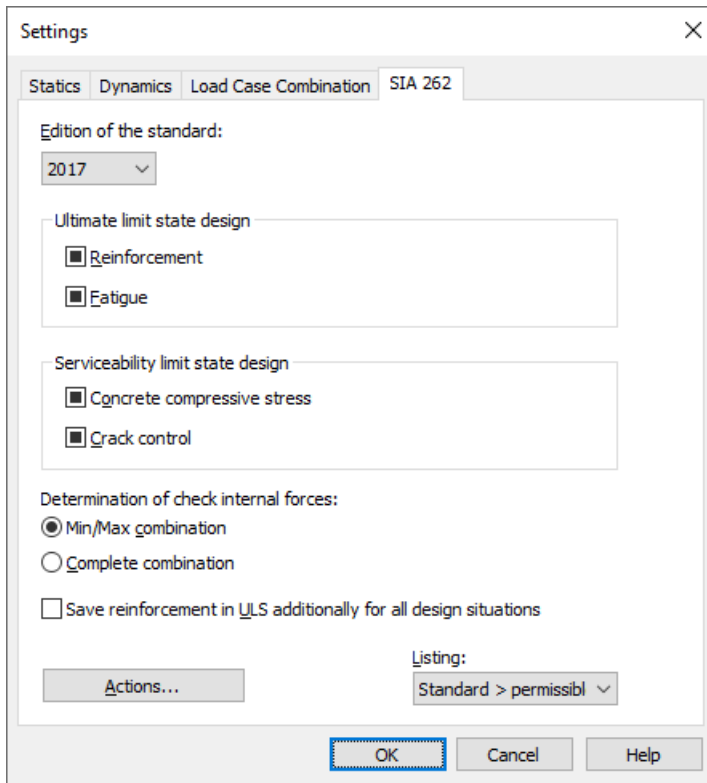 Settings
Statics Dynamics Load Case Combination SIA 262
Edition of the standard:
2017
Ultimate limit state design
Reinforcement
Fatigue
Serviceability limit state design
Concrete compressive stress
Crack control
Determination of check internal forces:
Min/Max combination
Complete combination
Save reinforcement in ULS additionally for all design situations
Listing:
Actions... Standard > permissibl
OK Cancel Help